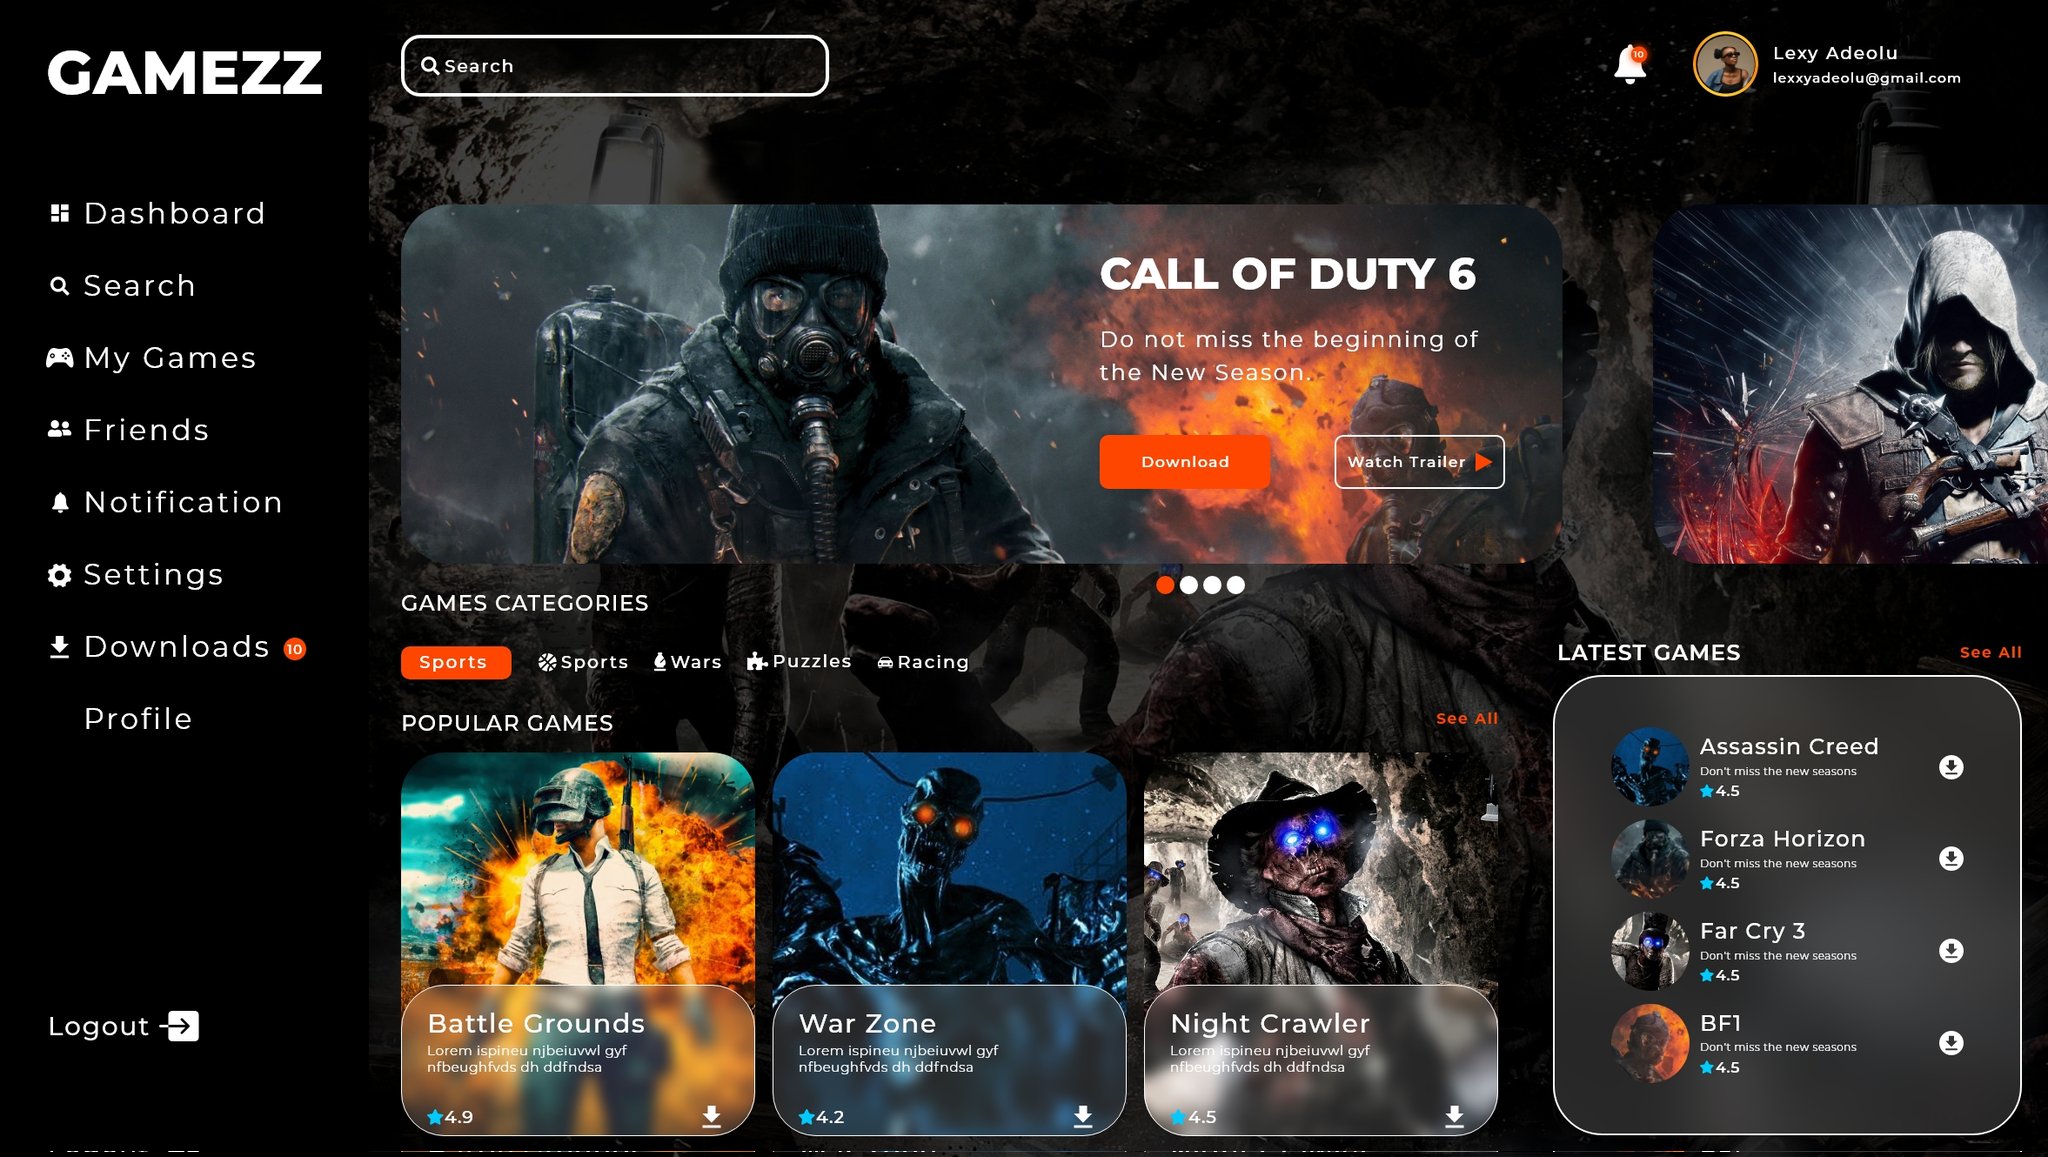 GAMEZZ
Search
10
Lexy Adeolu
lexxyadeolu@gmail.com
Dashboard
Search
My Games
Friends
Notification
Settings
Downloads 10
Profile
Logout
CALL OF DUTY 6
Do not miss the beginning of
the New Season.
Download
Watch Trailer
GAMES CATEGORIES
Sports
Sports
Wars
Puzzles
Racing
POPULAR GAMES
See All
Battle Grounds
Lorem ispineu njbeiuvwl gyf
nfbeughfvds dh ddfndsa
4.9
War Zone
Lorem ispineu njbeiuvwl gyf
nfbeughfvds dh ddfndsa
4.2
Night Crawler
Lorem ispineu njbeiuvwl gyf
nfbeughfvds dh ddfndsa
4.5
LATEST GAMES
See All
Assassin Creed
Don't miss the new seasons
4.5
Forza Horizon
Don't miss the new seasons
4.5
Far Cry 3
Don't miss the new seasons
4.5
BF1
Don't miss the new seasons
4.5